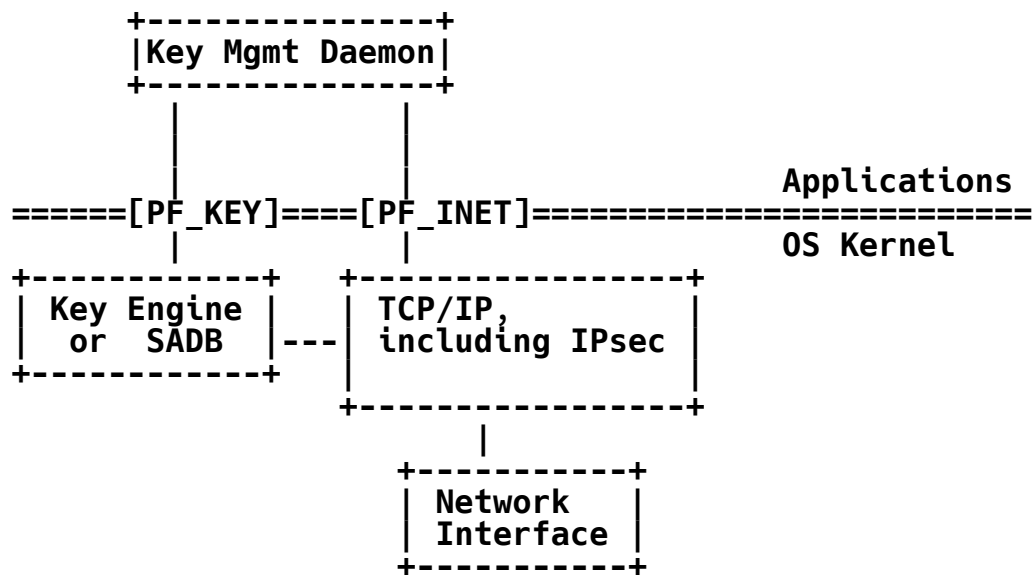 Key Mgmt Daemon
Applications
======[PF_KEY]====[PF_INET]==========================
OS Kernel
Key Engine
or SADB
TCP/IP,
including IPsec
Network
Interface